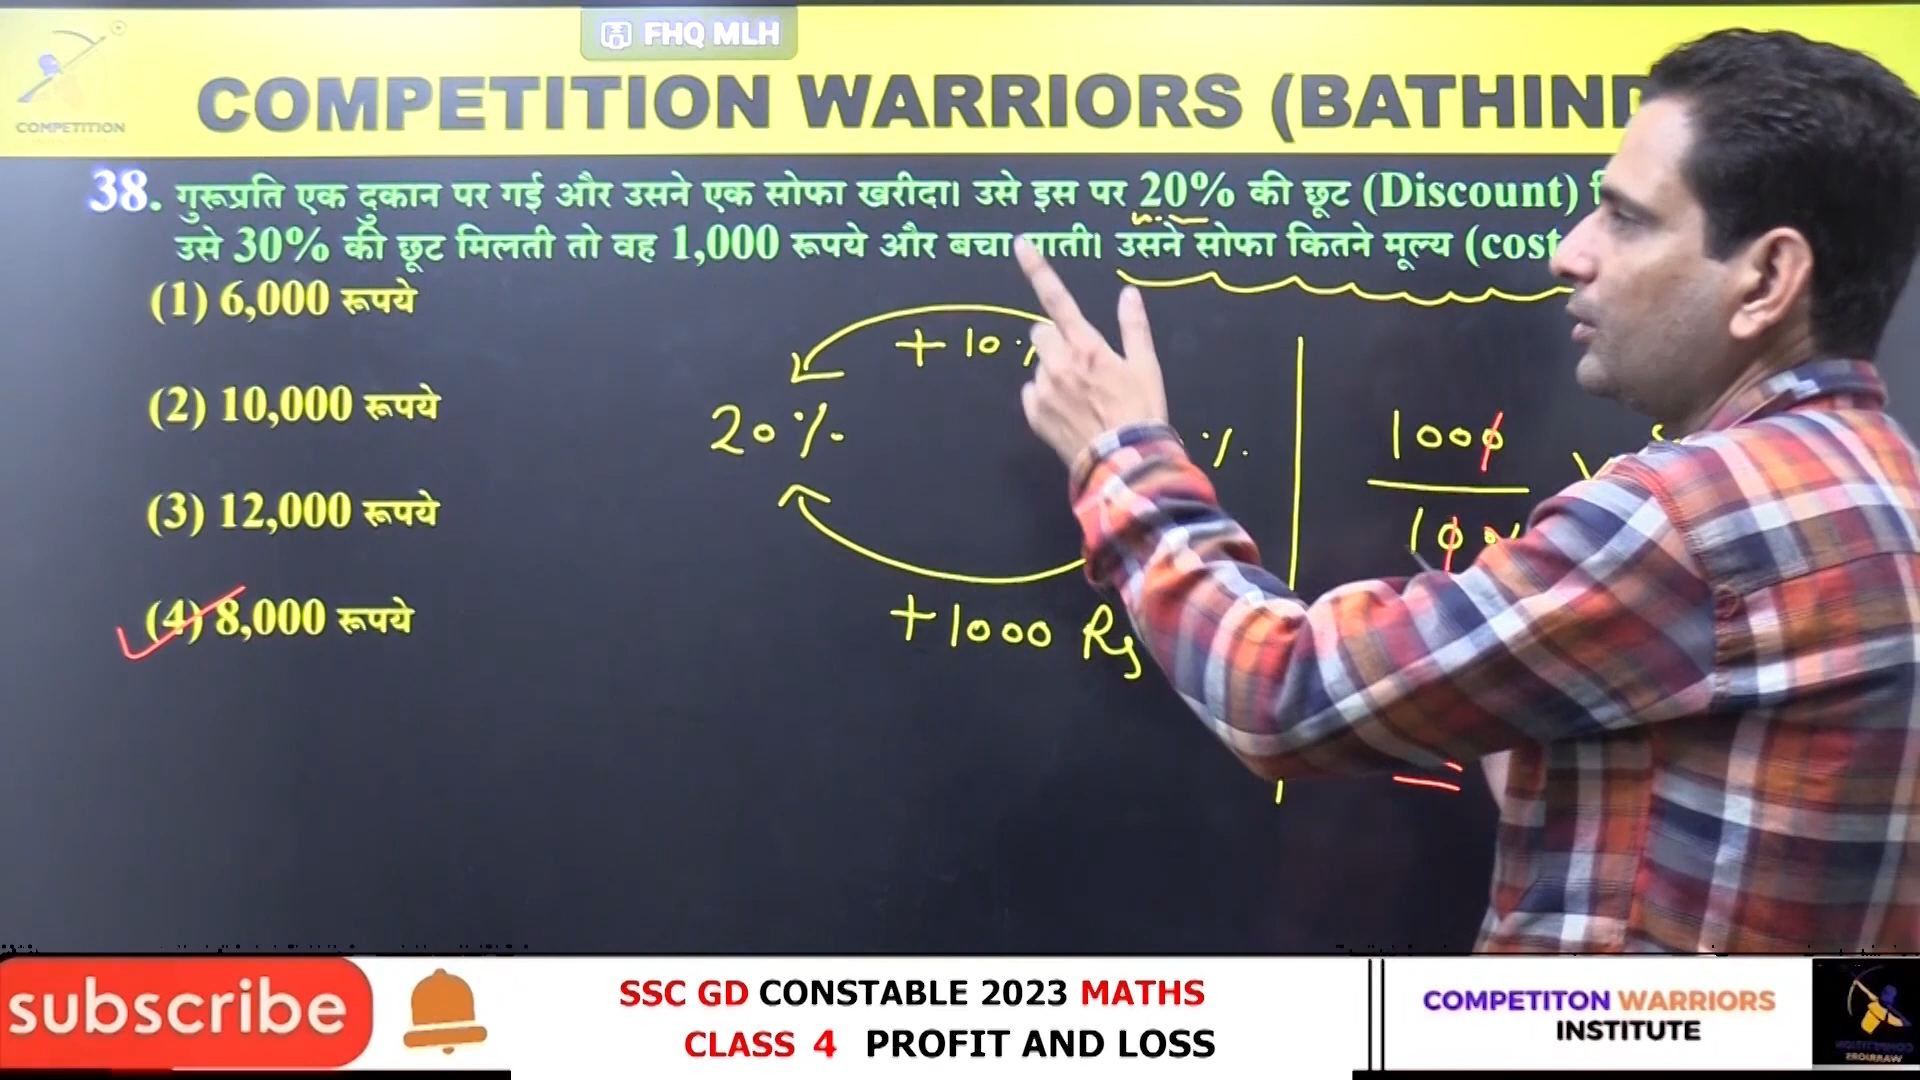 FHQ MLH
COMPETITION WARRIORS (BATHIND
COMPETITION
38. गुरूप्रति एक दुकान पर गई और उसने एक सोफा खरीदा। उसे इस पर 20% की छूट (Discount)
उसे 30% की छूट मिलती तो वह 1,000 रूपये और बचा पाती। उसने सोफा कितने मूल्य (cost
(1) 6,000 रूपये
(2) 10,000 रूपये
(3) 12,000 रूपये
(4) 8,000 रूपये
+10%
20%
%
+1000 Rs
1000
subscribe
SSC GD CONSTABLE 2023 MATHS
CLASS 4 PROFIT AND LOSS
COMPETITON WARRIORS
INSTITUTE